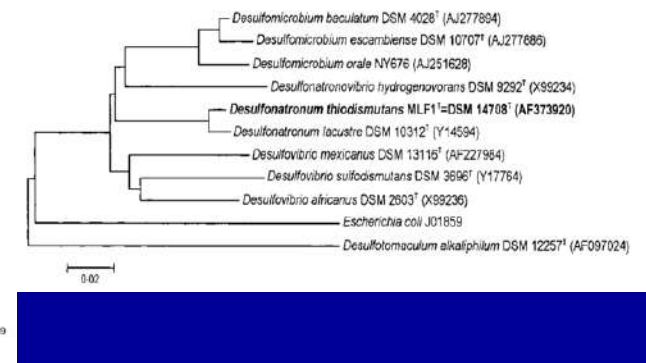 Desulfomicrobium baculatum DSM 4028ᵀ (AJ277894)
Desulfomicrobium escambiense DSM 10707ᵀ (AJ277886)
Desulfomicrobium orale NY676 (AJ251628)
Desulfonatronovibrio hydrogenovorans DSM 9292ᵀ (X99234)
Desulfonatronum thiodismutans MLF1ᵀ=DSM 14708ᵀ (AF373920)
Desulfonatronum lacustre DSM 10312ᵀ (Y14594)
Desulfovibrio mexicanus DSM 13116ᵀ (AF227984)
Desulfovibrio sulfodismutans DSM 3696ᵀ (Y17764)
Desulfovibrio africanus DSM 2603ᵀ (X99236)
Escherichia coli J01859
Desulfotomaculum alkaliphilum DSM 12257ᵀ (AF097024)
0·02
9